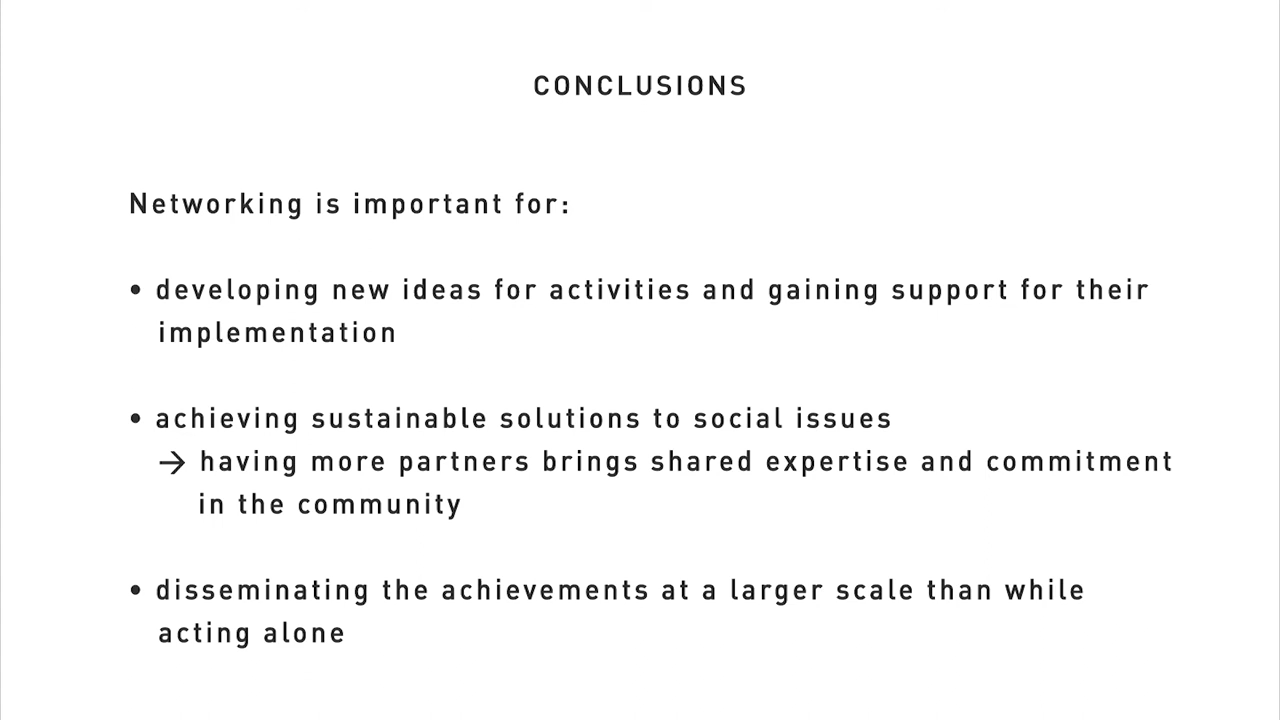 CONCLUSIONS
Networking is important for:
• developing new ideas for activities and gaining support for their
implementation
• achieving sustainable solutions to social issues
→ having more partners brings shared expertise and commitment
in the community
• disseminating the achievements at a larger scale than while
acting alone